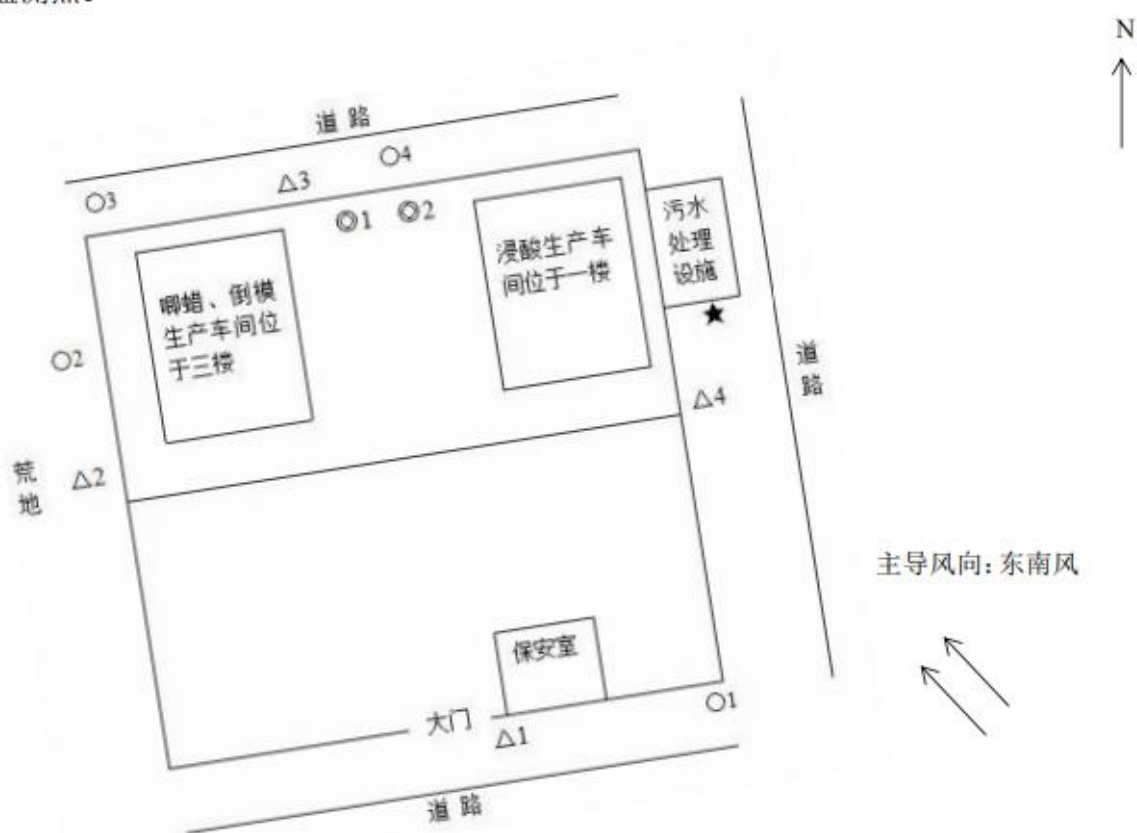 N
道 路
○4
△3
○3
◎1
◎2
污水
处理
设施
浸酸生产车
间位于一楼
唧蜡、倒模
生产车间位
于三楼
★
○2
道
路
△4
荒
地
△2
主导风向: 东南风
保安室
○1
大门
△1
道 路